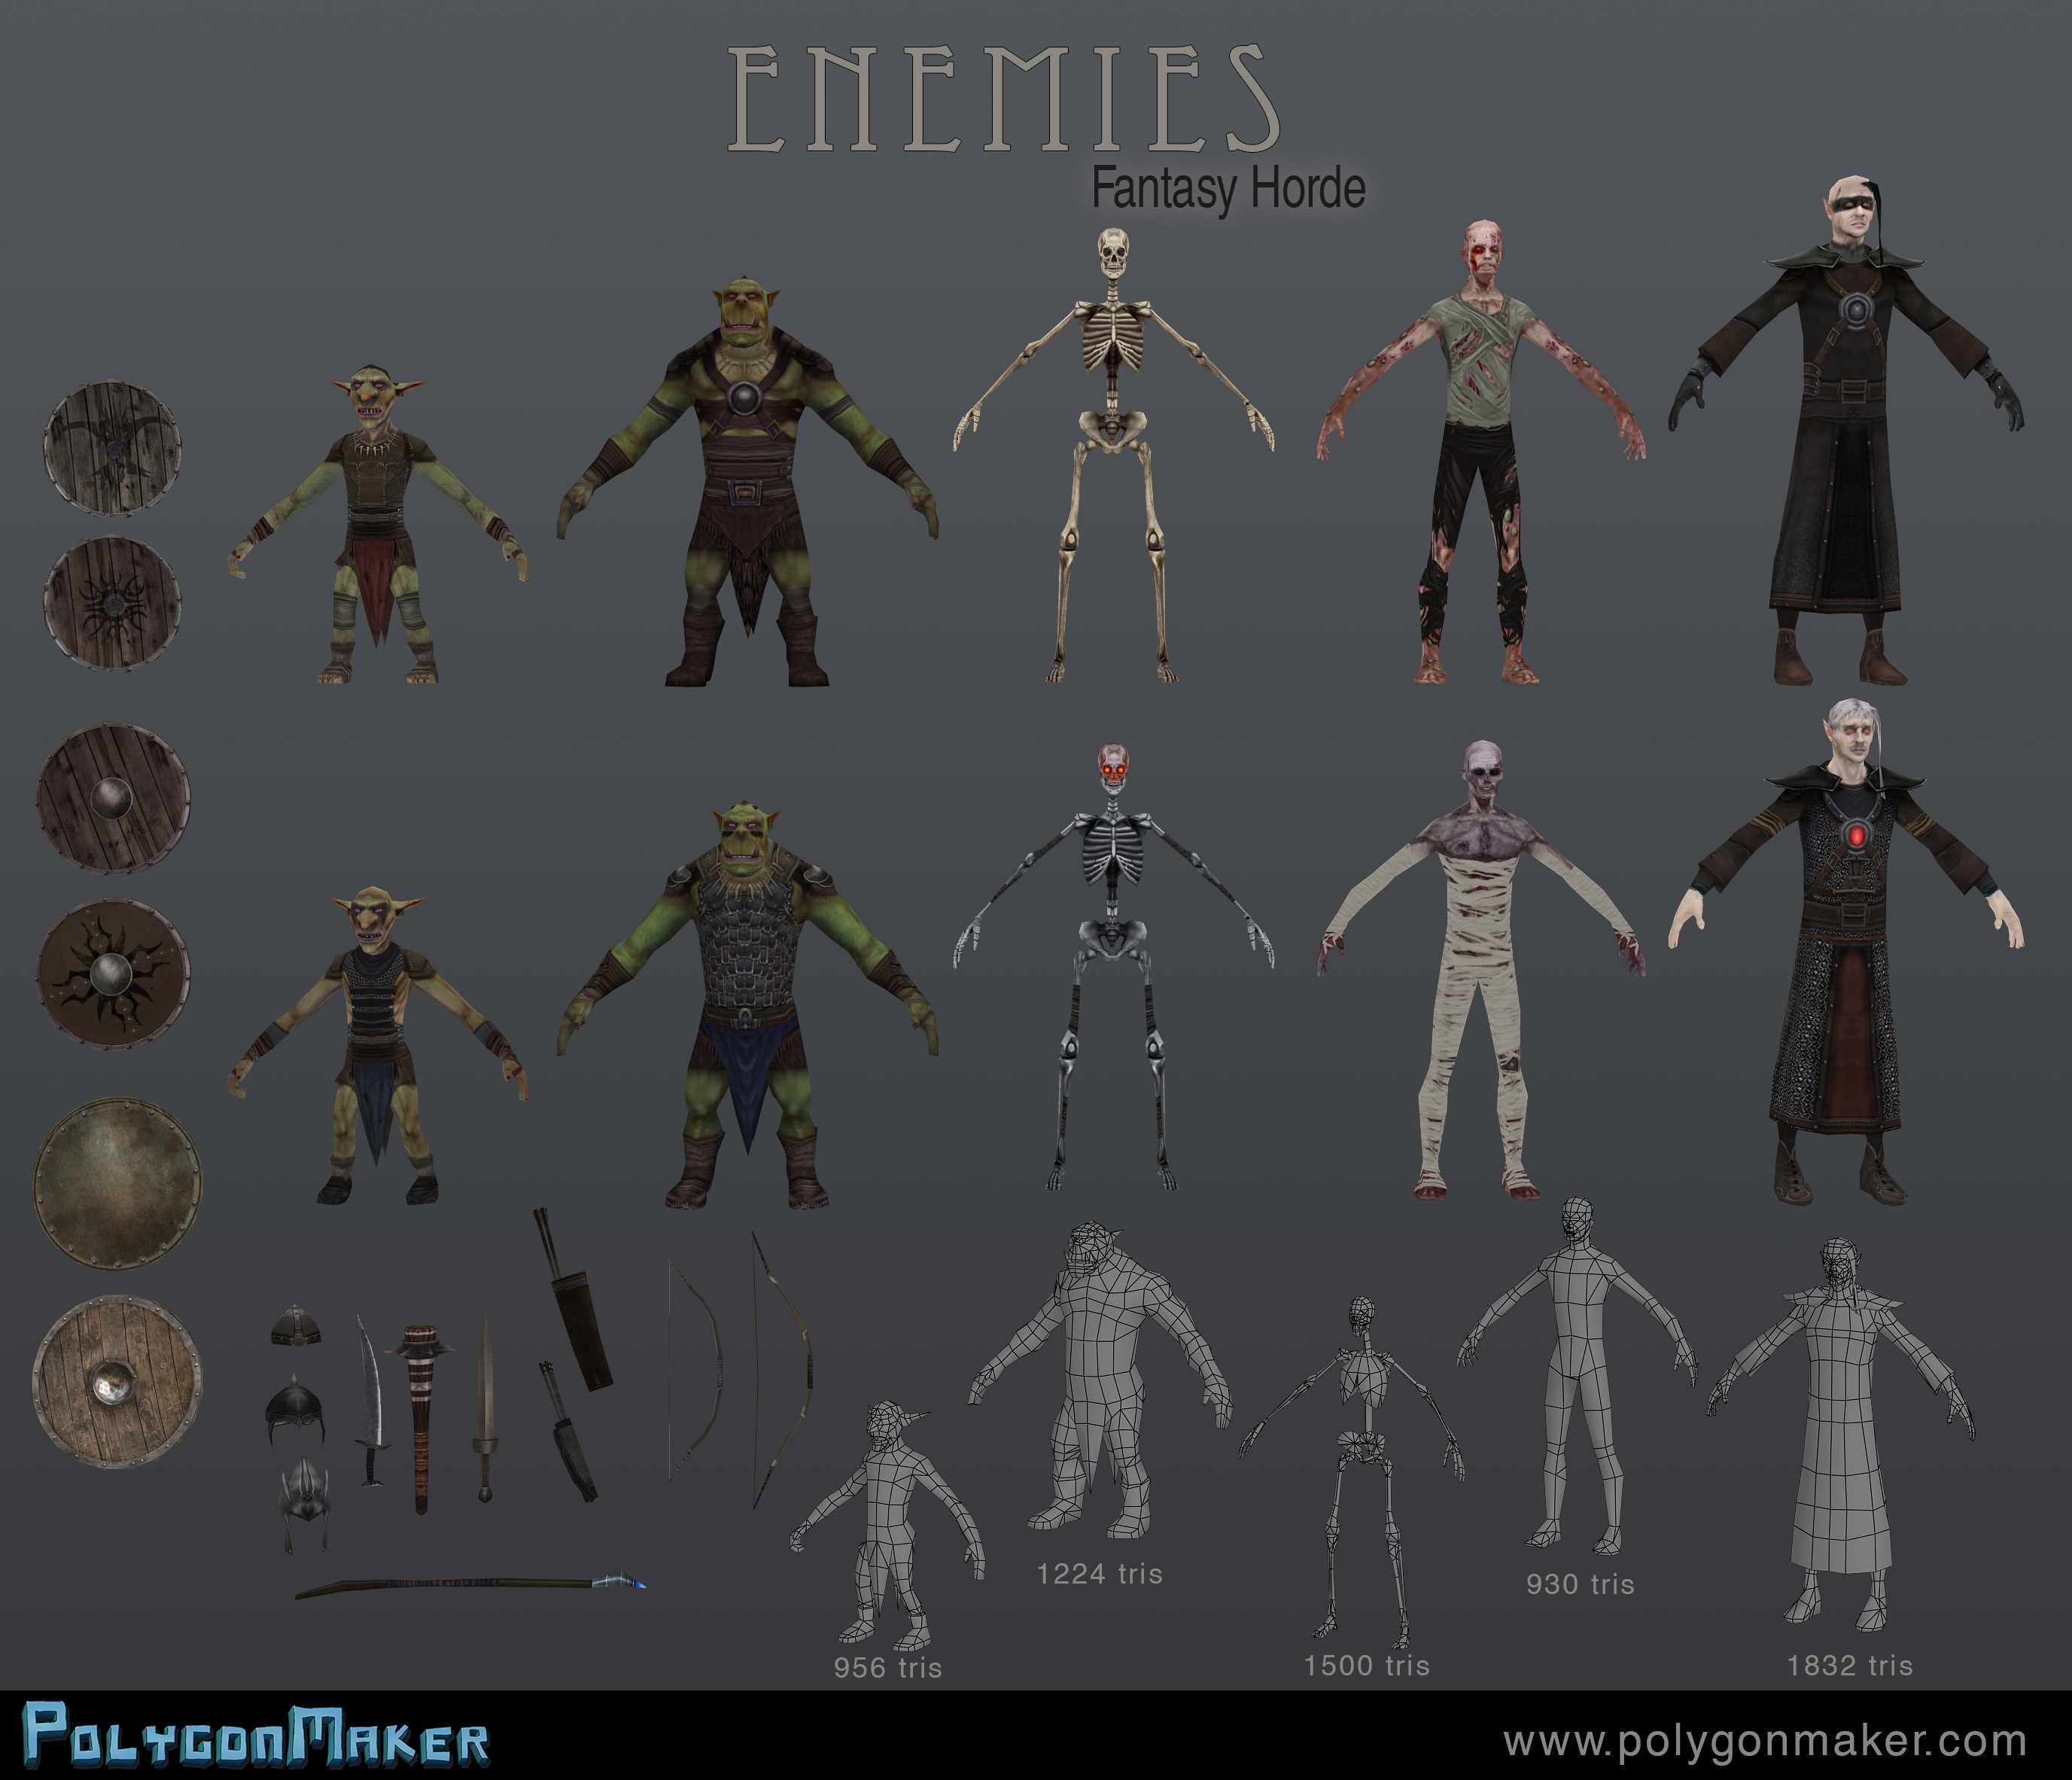 ENEMIES
Fantasy Horde
1224 tris
930 tris
956 tris
1500 tris
1832 tris
POLYGONMAKER
www.polygonmaker.com